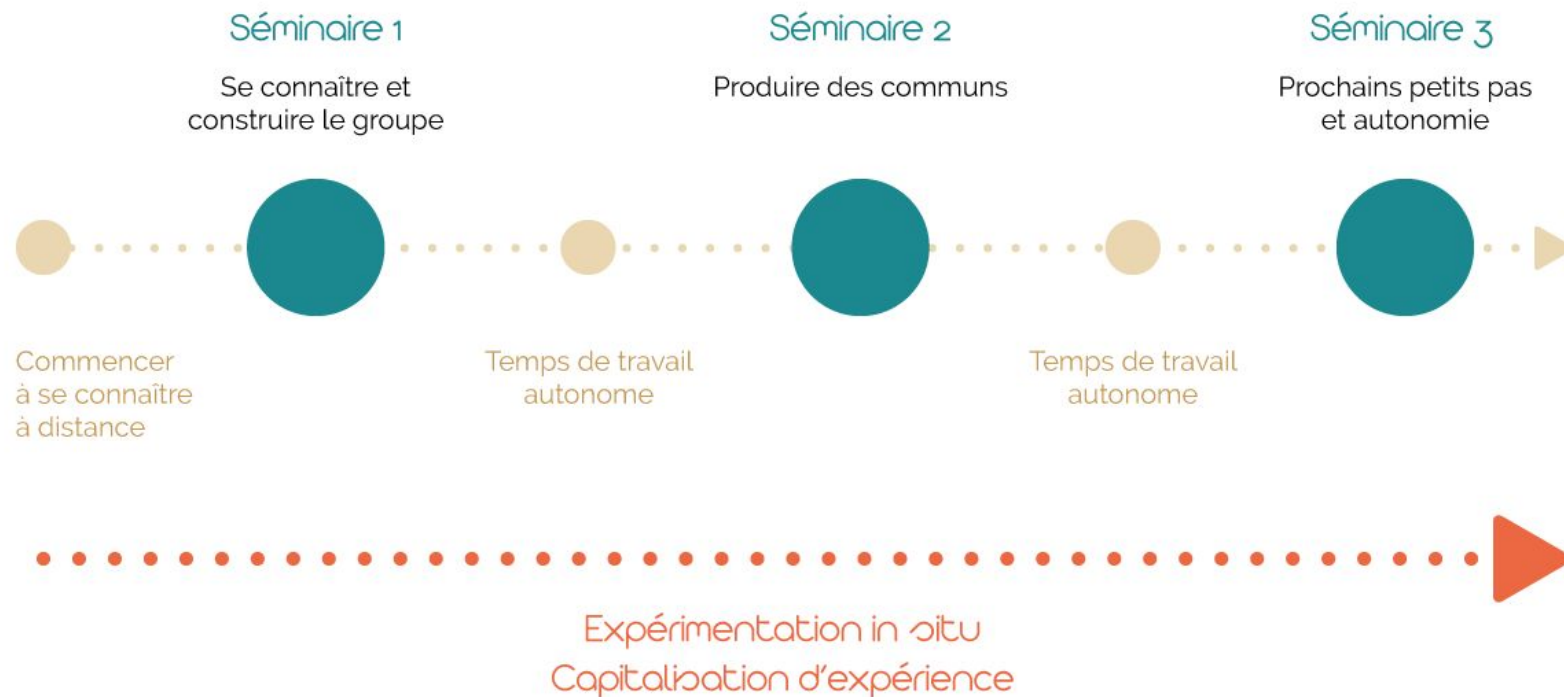 Séminaire 1
Se connaître et
construire le groupe
Séminaire 2
Produire des communs
Séminaire 3
Prochains petits pas
et autonomie
Commencer
à se connaître
à distance
Temps de travail
autonome
Temps de travail
autonome
Expérimentation in situ
Capitalisation d'expérience